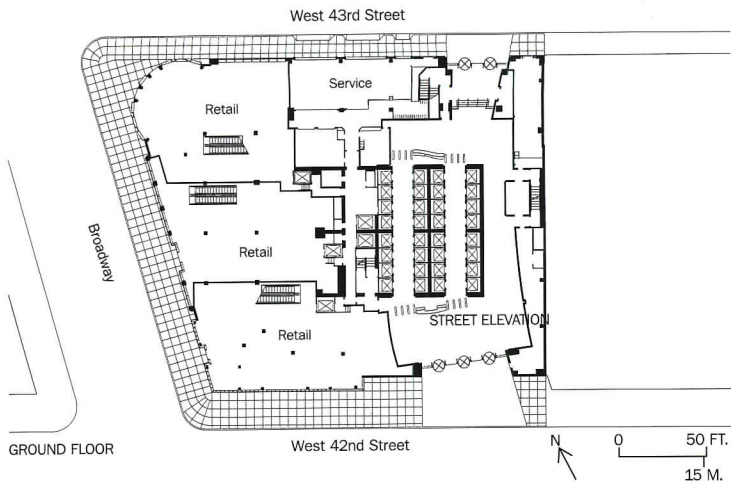 West 43rd Street
Service
Retail
Broadway
Retail
STREET ELEVATION
Retail
GROUND FLOOR
West 42nd Street
N
0 50 FT.
15 M.